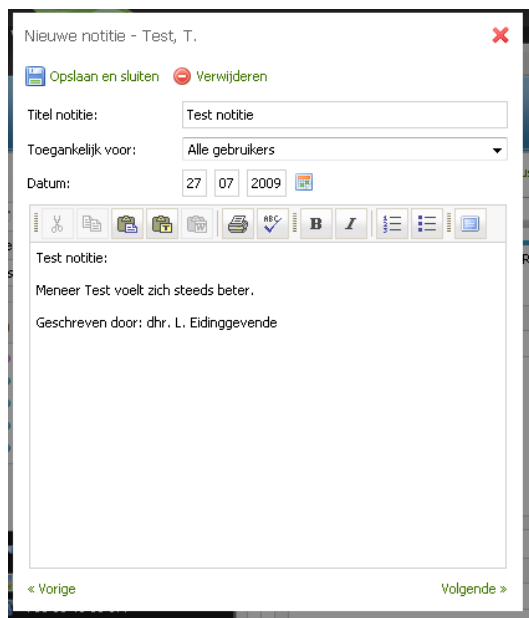 Nieuwe notitie - Test, T.
Opslaan en sluiten Verwijderen
Titel notitie: Test notitie
Toegankelijk voor: Alle gebruikers
Datum: 27 07 2009
ABC B I
Test notitie:
Meneer Test voelt zich steeds beter.
Geschreven door: dhr. L. Eidinggevende
« Vorige Volgende »